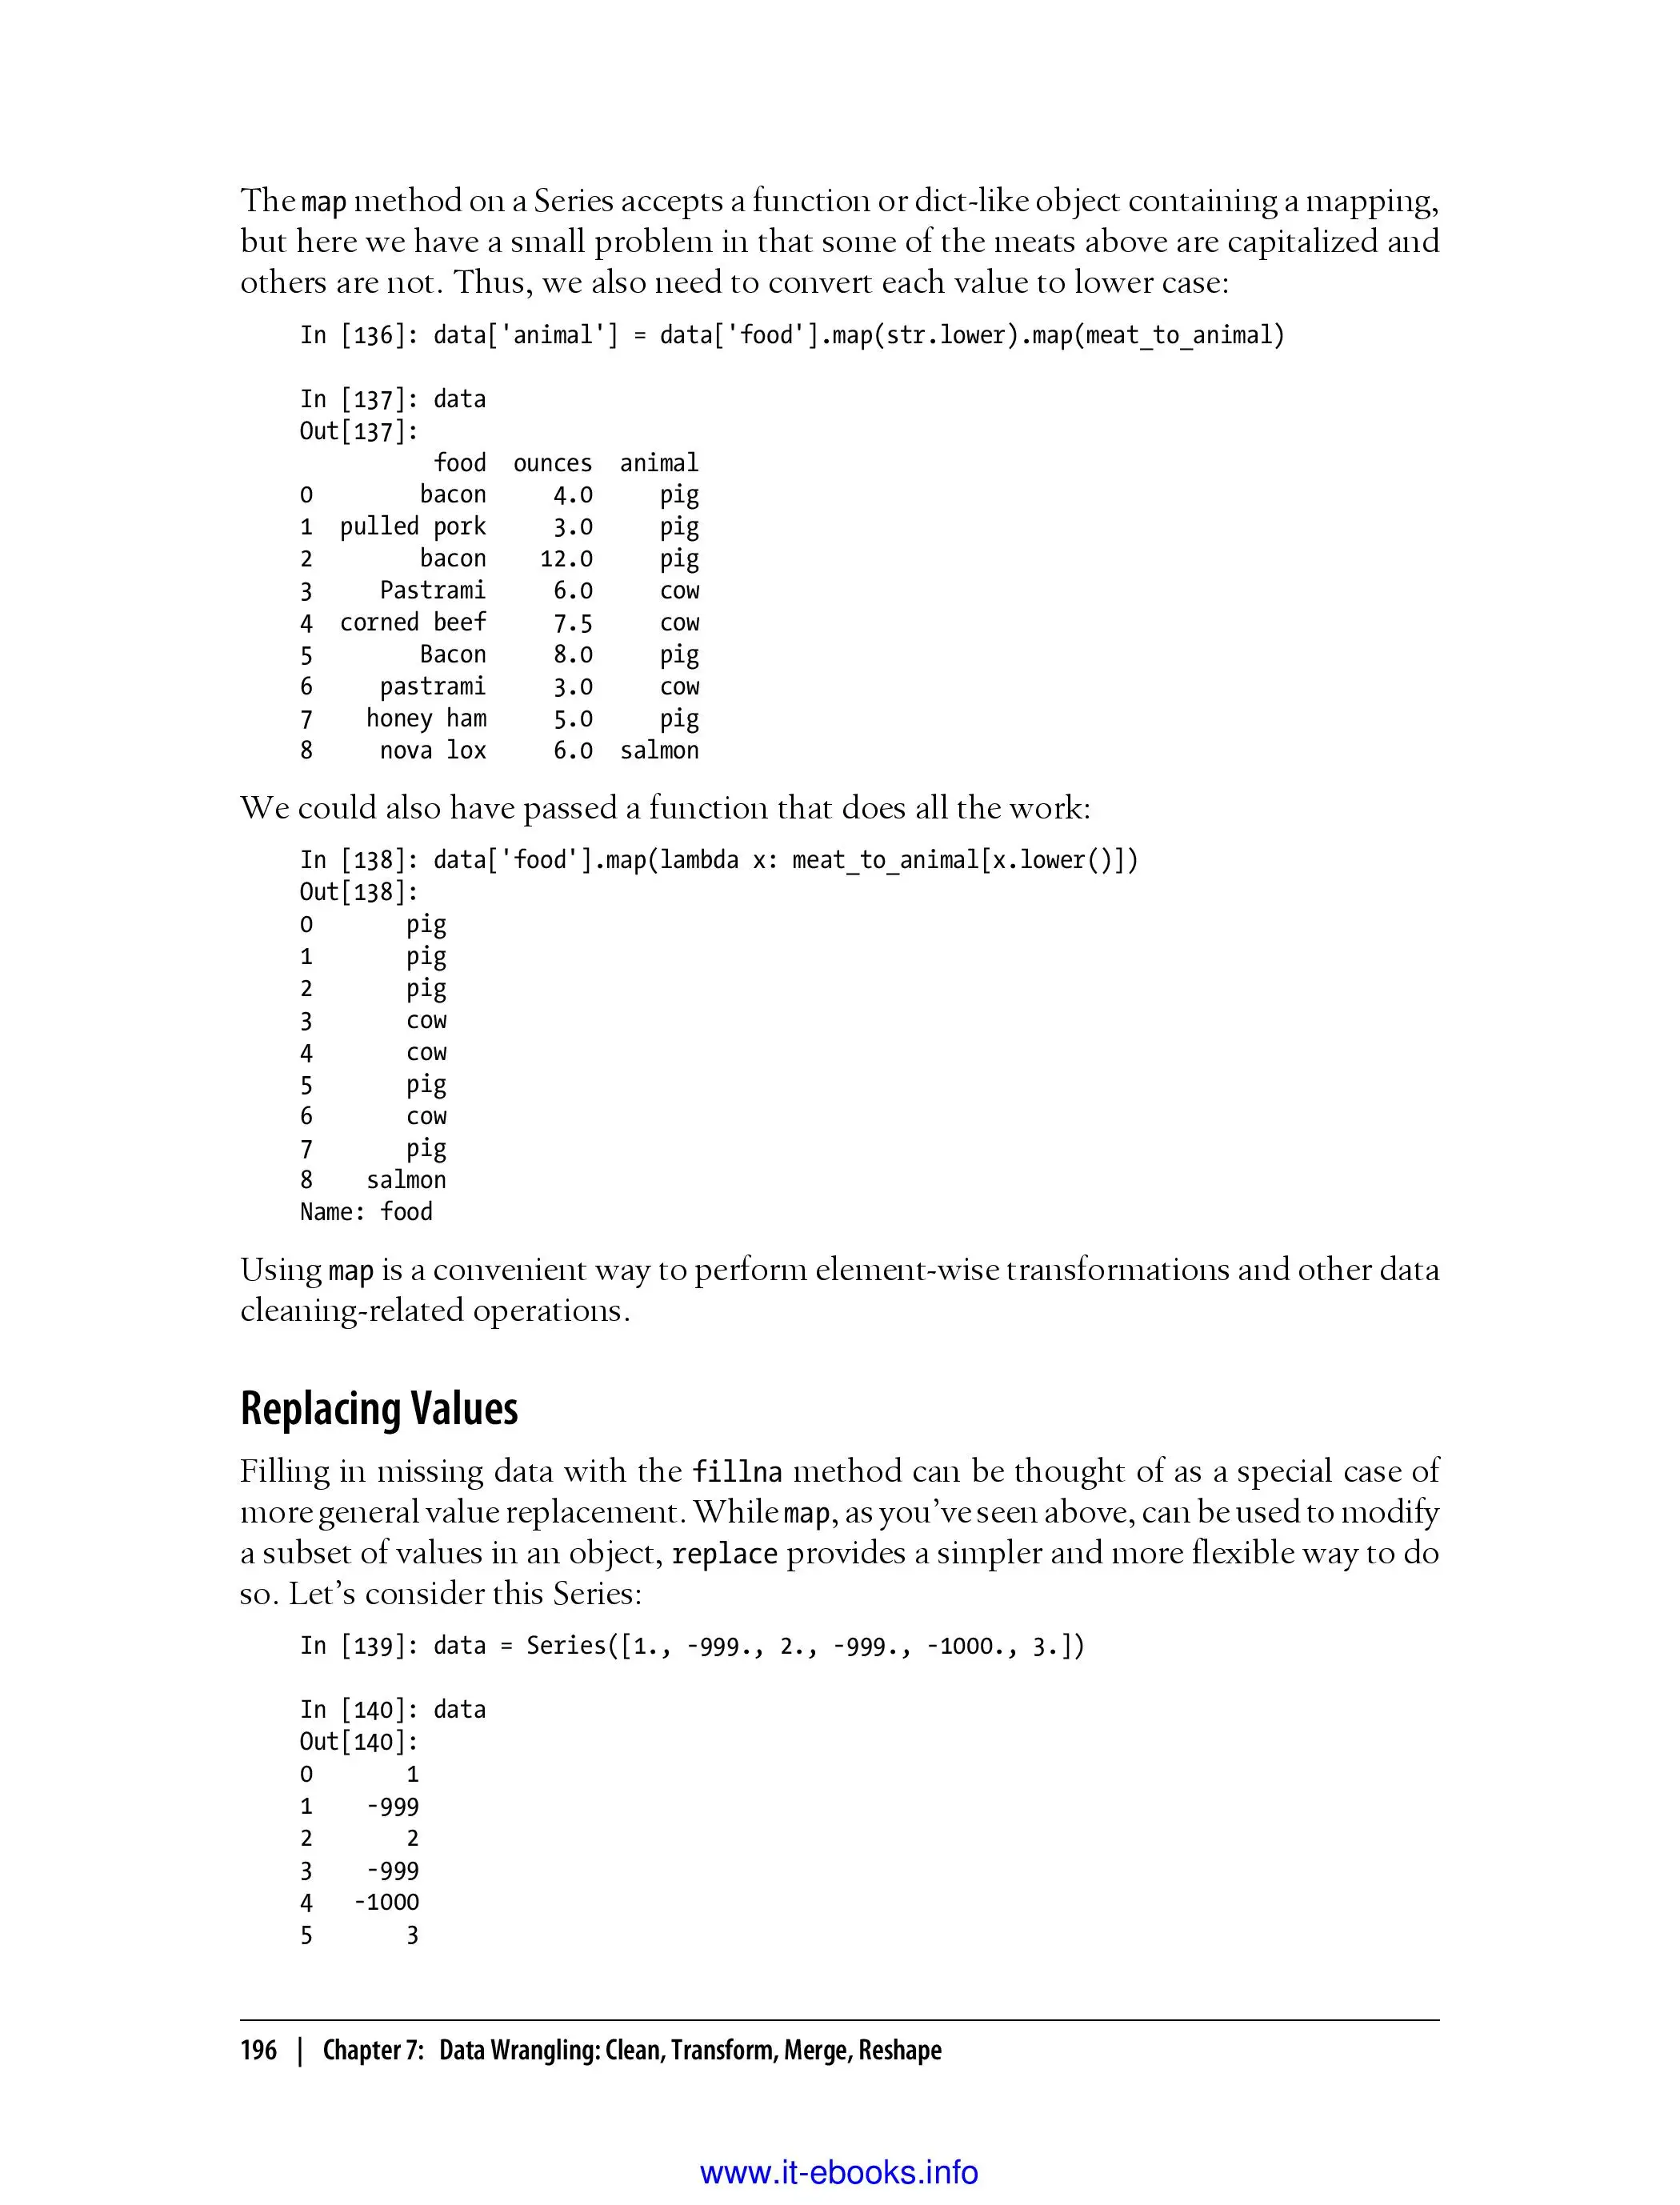 The map method on a Series accepts a function or dict-like object containing a mapping,
but here we have a small problem in that some of the meats above are capitalized and
others are not. Thus, we also need to convert each value to lower case:
In [136]: data['animal'] = data['food'].map(str.lower).map(meat_to_animal)
In [137]: data
Out[137]:
food ounces animal
0 bacon 4.0 pig
1 pulled pork 3.0 pig
2 bacon 12.0 pig
3 Pastrami 6.0 cow
4 corned beef 7.5 cow
5 Bacon 8.0 pig
6 pastrami 3.0 cow
7 honey ham 5.0 pig
8 nova lox 6.0 salmon
We could also have passed a function that does all the work:
In [138]: data['food'].map(lambda x: meat_to_animal[x.lower()])
Out[138]:
0 pig
1 pig
2 pig
3 cow
4 cow
5 pig
6 cow
7 pig
8 salmon
Name: food
Using map is a convenient way to perform element-wise transformations and other data
cleaning-related operations.
Replacing Values
Filling in missing data with the fillna method can be thought of as a special case of
more general value replacement. While map, as you’ve seen above, can be used to modify
a subset of values in an object, replace provides a simpler and more flexible way to do
so. Let’s consider this Series:
In [139]: data = Series([1., -999., 2., -999., -1000., 3.])
In [140]: data
Out[140]:
0 1
1 -999
2 2
3 -999
4 -1000
5 3
196 | Chapter 7: Data Wrangling: Clean, Transform, Merge, Reshape
www.it-ebooks.info